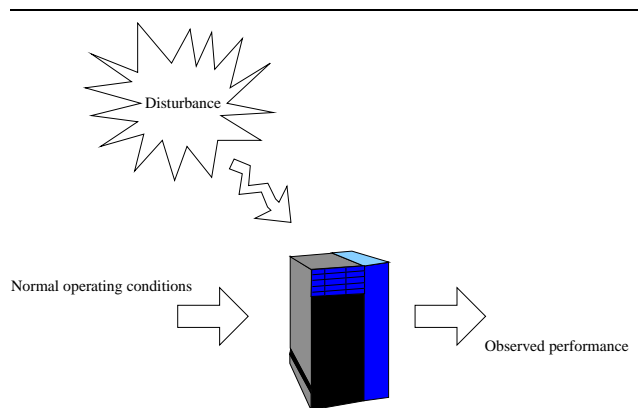 Disturbance
Normal operating conditions
Observed performance